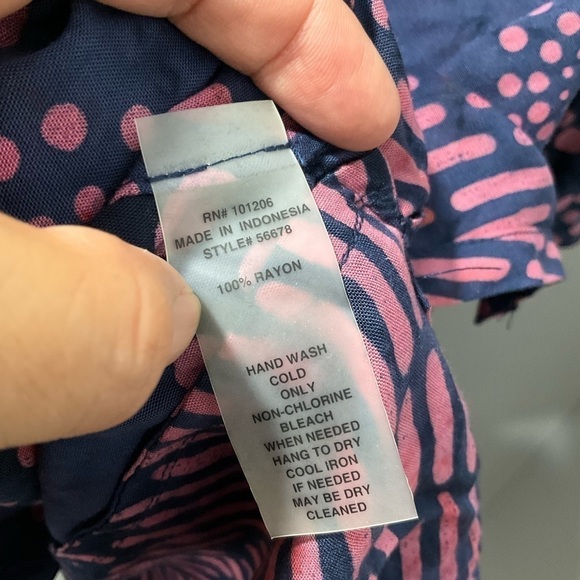 RN# 101206
MADE IN INDONESIA
STYLE# 56678
100% RAYON
HAND WASH
COLD
ONLY
NON-CHLORINE
BLEACH
WHEN NEEDED
HANG TO DRY
COOL IRON
IF NEEDED
MAY BE DRY
CLEANED